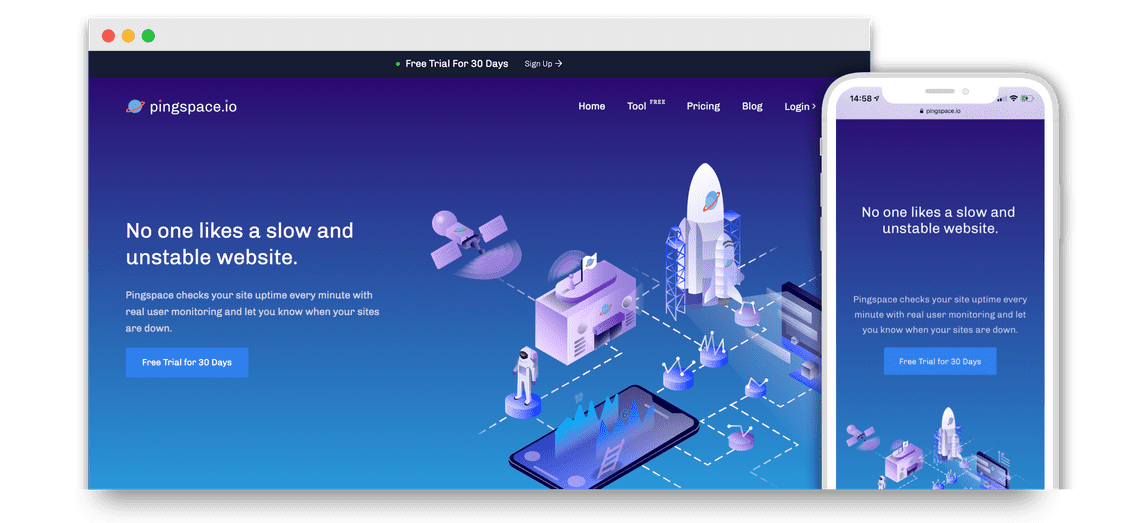 Free Trial For 30 Days Sign Up →
pingspace.io
Home Tool FREE Pricing Blog Login >
No one likes a slow and
unstable website.
Pingspace checks your site uptime every minute with
real user monitoring and let you know when your sites
are down.
Free Trial for 30 Days
14:58
pingspace.io
No one likes a slow and
unstable website.
Pingspace checks your site uptime every
minute with real user monitoring and let
you know when your sites are down.
Free Trial for 30 Days